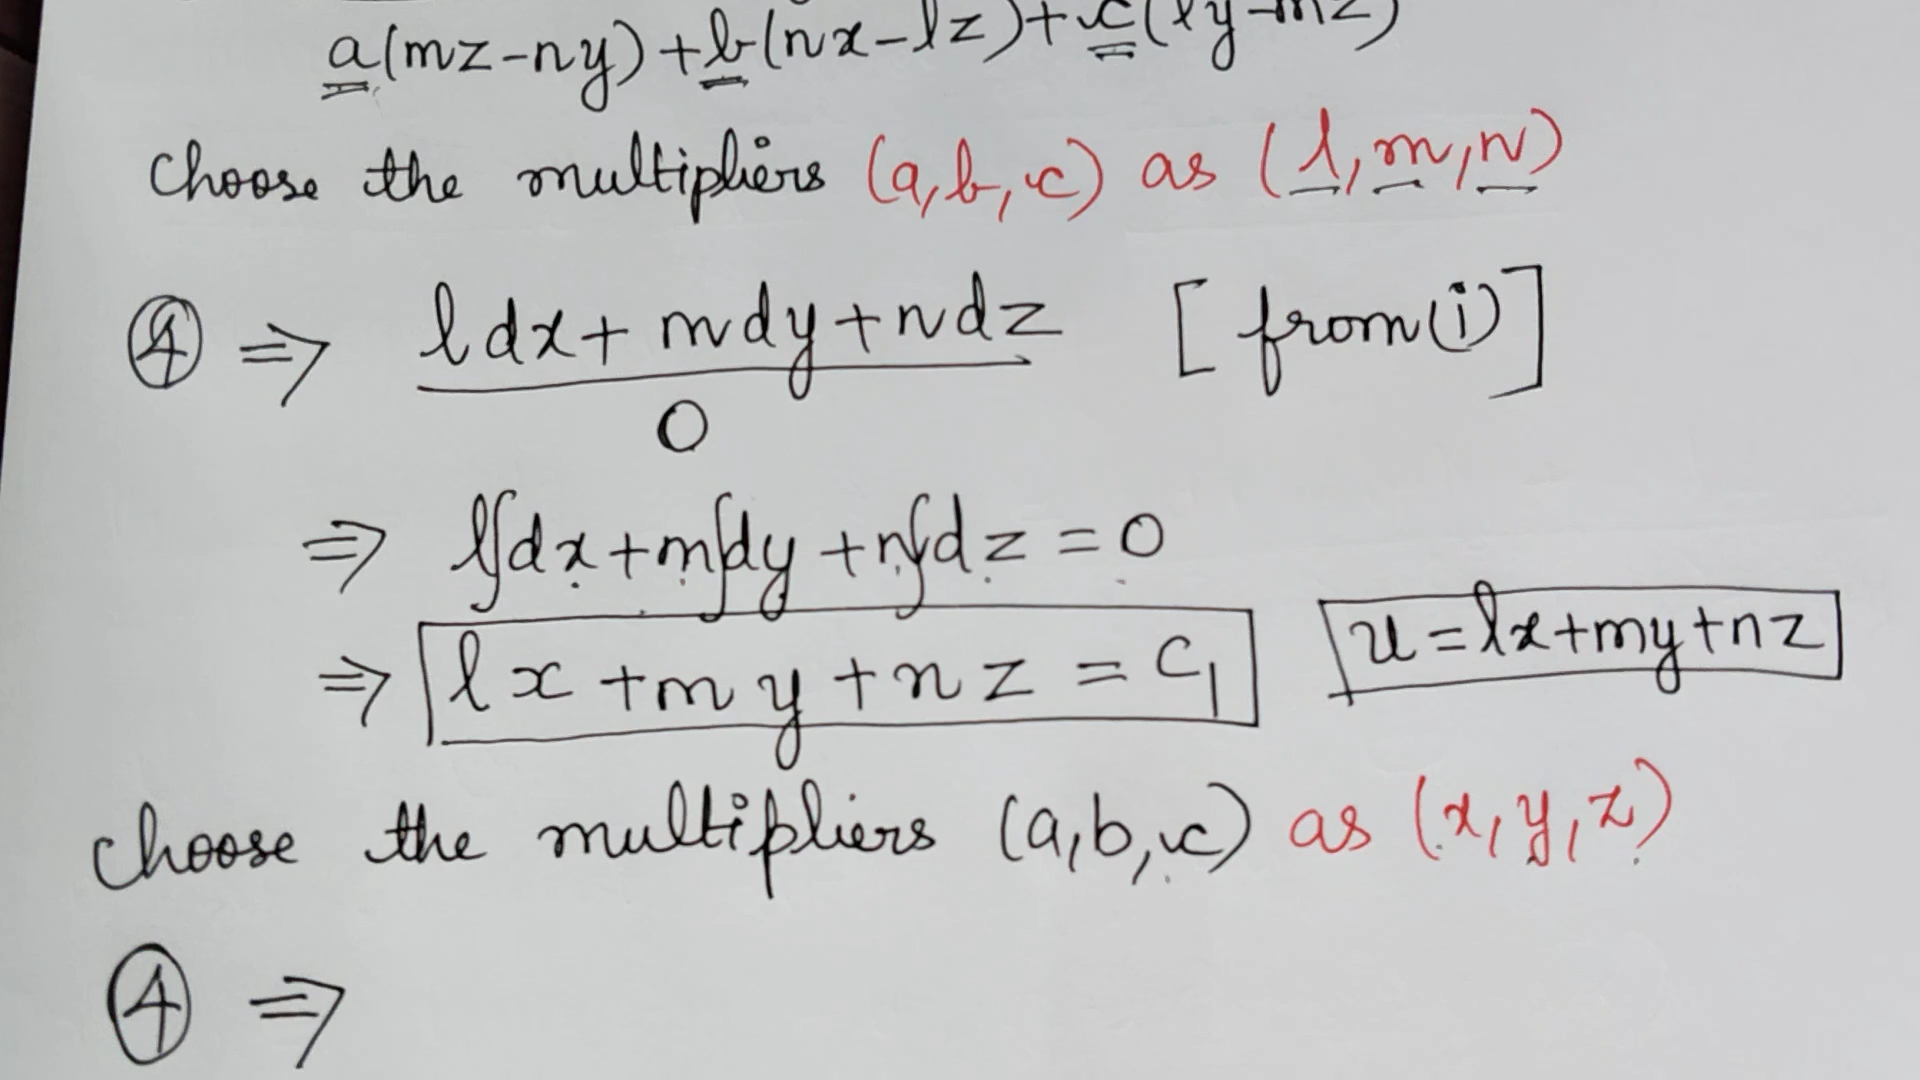 a(mz-ny)+b(nx-lz)+c(ly-mz)
choose the multipliers (a,b,c) as (l,m,n)
④ ⇒ ldx+mdy+ndz/0 [from(i)]
⇒ l∫dx+m∫dy+n∫dz=0
⇒ lx+my+nz=c₁ u=lx+my+nz
choose the multipliers (a,b,c) as (x,y,z)
④ ⇒